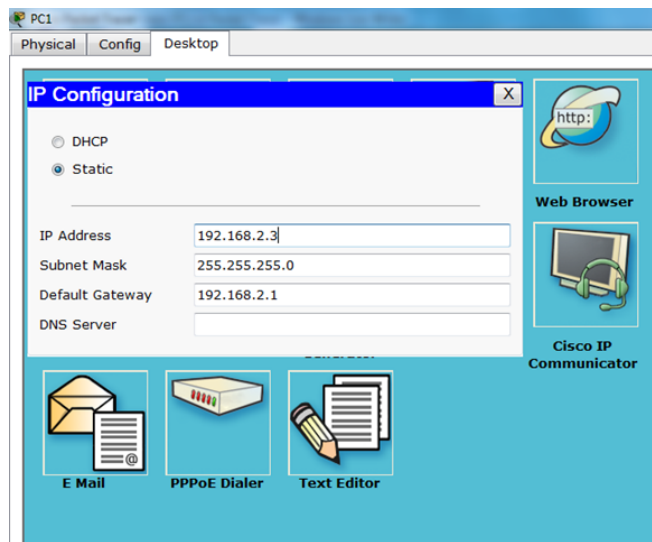 PC1
Physical Config Desktop
IP Configuration X
http:
DHCP
Static
Web Browser
IP Address 192.168.2.3
Subnet Mask 255.255.255.0
Default Gateway 192.168.2.1
DNS Server
Cisco IP
Communicator
E Mail PPPoE Dialer Text Editor